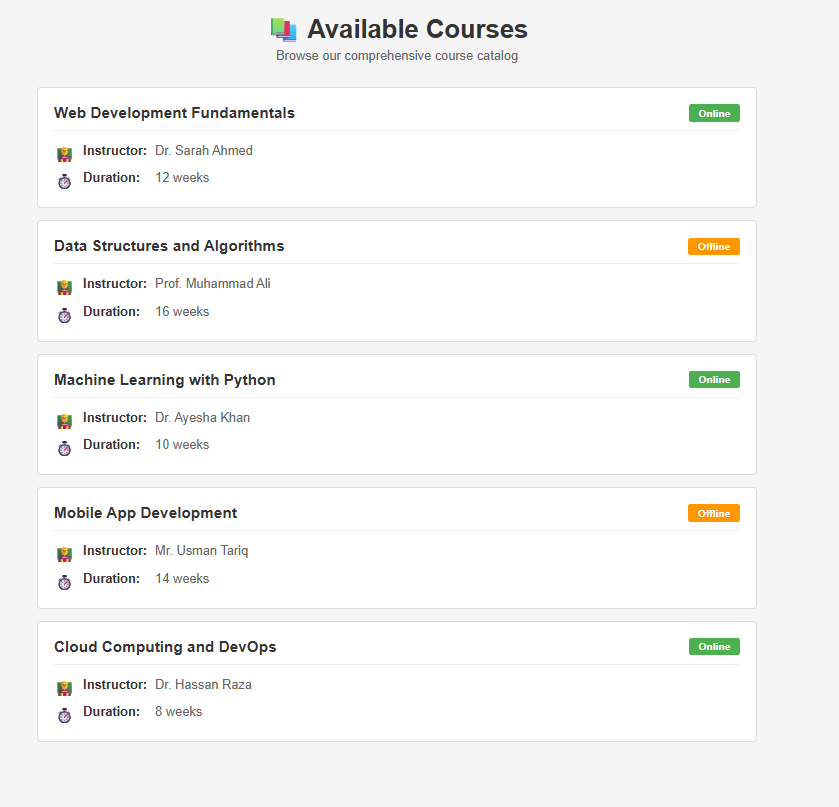 Available Courses
Browse our comprehensive course catalog
Web Development Fundamentals Online
Instructor: Dr. Sarah Ahmed
Duration: 12 weeks
Data Structures and Algorithms Offline
Instructor: Prof. Muhammad Ali
Duration: 16 weeks
Machine Learning with Python Online
Instructor: Dr. Ayesha Khan
Duration: 10 weeks
Mobile App Development Offline
Instructor: Mr. Usman Tariq
Duration: 14 weeks
Cloud Computing and DevOps Online
Instructor: Dr. Hassan Raza
Duration: 8 weeks